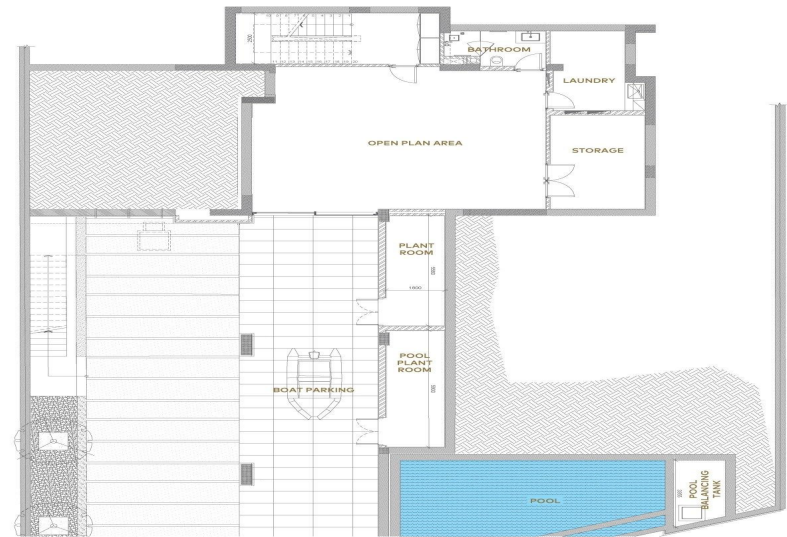 BATHROOM
LAUNDRY
OPEN PLAN AREA
STORAGE
PLANT
ROOM
1800
POOL
PLANT
ROOM
BOAT PARKING
POOL
POOL
BALANCING
TANK